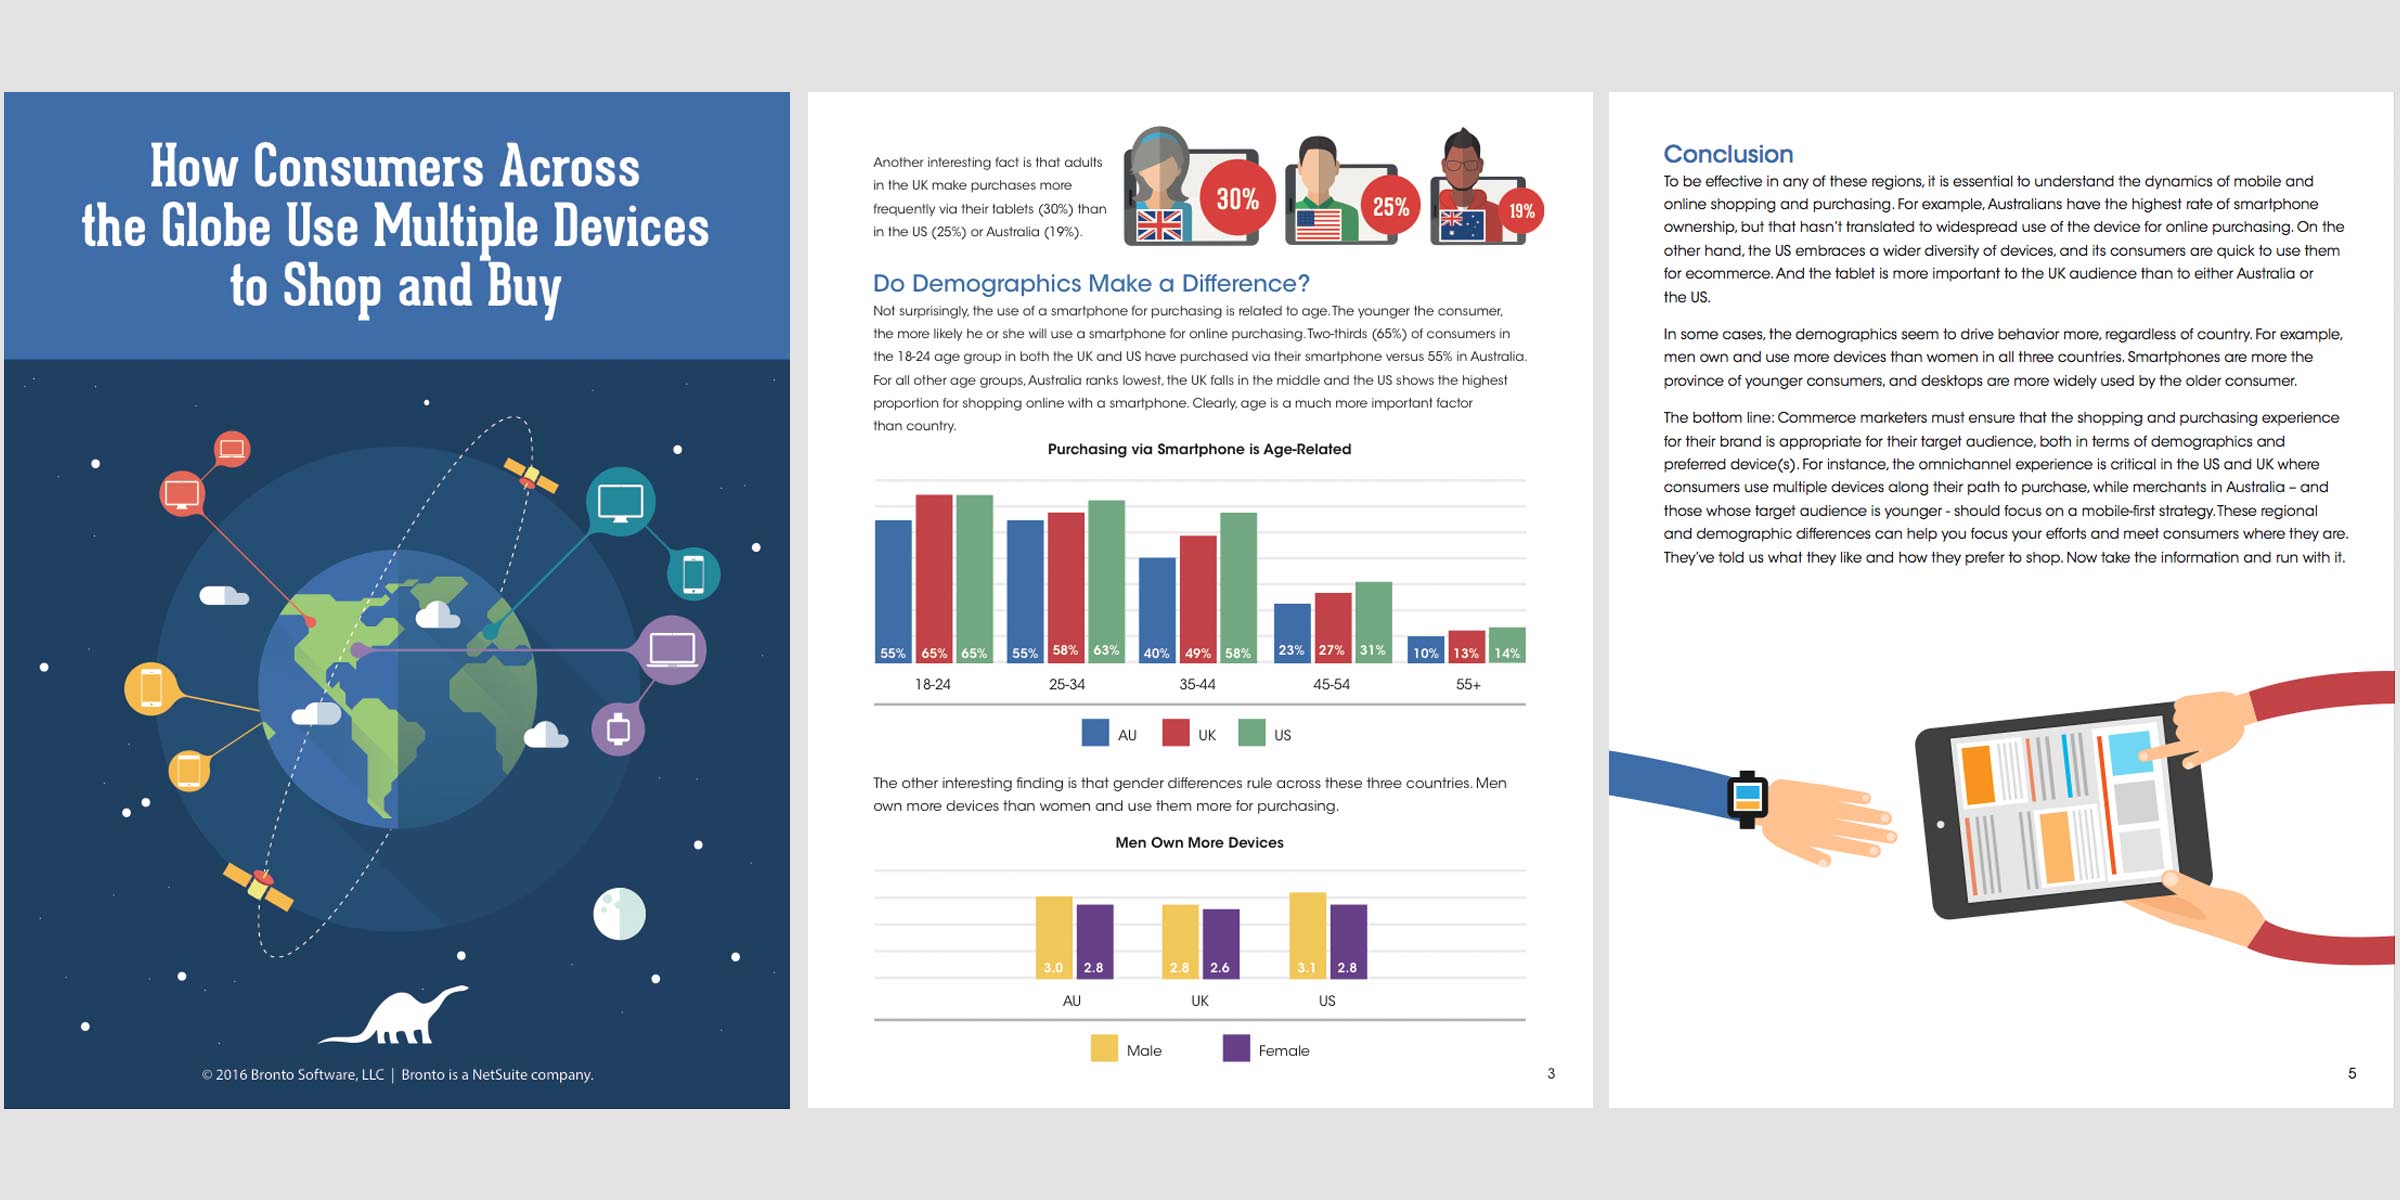 How Consumers Across
the Globe Use Multiple Devices
to Shop and Buy
© 2016 Bronto Software, LLC | Bronto is a NetSuite company.
Another interesting fact is that adults
in the UK make purchases more
frequently via their tablets (30%) than
in the US (25%) or Australia (19%).
30%
25%
19%
Do Demographics Make a Difference?
Not surprisingly, the use of a smartphone for purchasing is related to age. The younger the consumer,
the more likely he or she will use a smartphone for online purchasing. Two-thirds (65%) of consumers in
the 18-24 age group in both the UK and US have purchased via their smartphone versus 55% in Australia.
For all other age groups, Australia ranks lowest, the UK falls in the middle and the US shows the highest
proportion for shopping online with a smartphone. Clearly, age is a much more important factor
than country.
Purchasing via Smartphone is Age-Related
55% 65% 65% 55% 58% 63% 40% 49% 58% 23% 27% 31% 10% 13% 14%
18-24 25-34 35-44 45-54 55+
AU UK US
The other interesting finding is that gender differences rule across these three countries. Men
own more devices than women and use them more for purchasing.
Men Own More Devices
3.0 2.8 2.8 2.6 3.1 2.8
AU UK US
Male Female
3
Conclusion
To be effective in any of these regions, it is essential to understand the dynamics of mobile and
online shopping and purchasing. For example, Australians have the highest rate of smartphone
ownership, but that hasn't translated to widespread use of the device for online purchasing. On the
other hand, the US embraces a wider diversity of devices, and its consumers are quick to use them
for ecommerce. And the tablet is more important to the UK audience than to either Australia or
the US.
In some cases, the demographics seem to drive behavior more, regardless of country. For example,
men own and use more devices than women in all three countries. Smartphones are more the
province of younger consumers, and desktops are more widely used by the older consumer.
The bottom line: Commerce marketers must ensure that the shopping and purchasing experience
for their brand is appropriate for their target audience, both in terms of demographics and
preferred device(s). For instance, the omnichannel experience is critical in the US and UK where
consumers use multiple devices along their path to purchase, while merchants in Australia – and
those whose target audience is younger - should focus on a mobile-first strategy. These regional
and demographic differences can help you focus your efforts and meet consumers where they are.
They've told us what they like and how they prefer to shop. Now take the information and run with it.
5